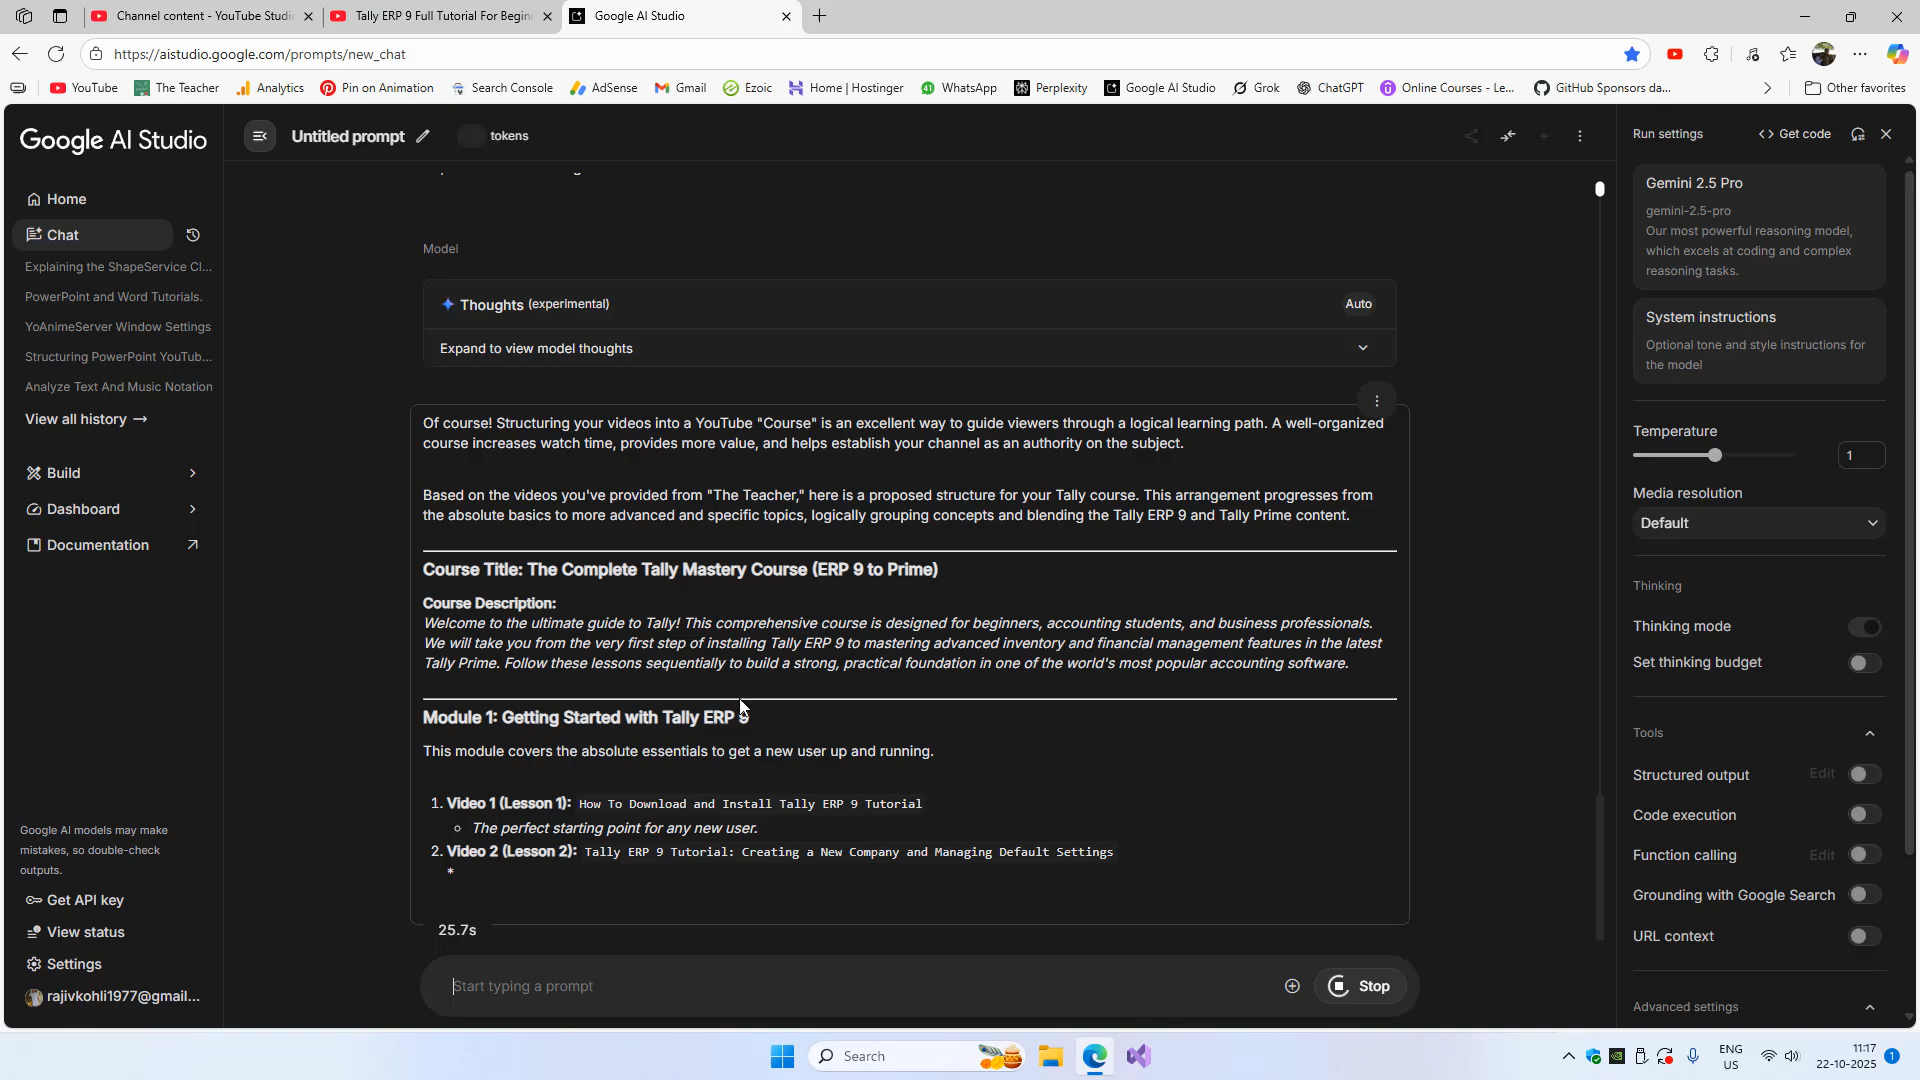 Channel content - YouTube Studi
Tally ERP 9 Full Tutorial For Begin
Google AI Studio
https://aistudio.google.com/prompts/new_chat
YouTube
The Teacher
Analytics
Pin on Animation
Search Console
AdSense
Gmail
Ezoic
Home | Hostinger
WhatsApp
Perplexity
Google AI Studio
Grok
ChatGPT
Online Courses - Le...
GitHub Sponsors da...
Other favorites
Google AI Studio
Home
Chat
Explaining the ShapeService Cl...
PowerPoint and Word Tutorials.
YoAnimeServer Window Settings
Structuring PowerPoint YouTub...
Analyze Text And Music Notation
View all history →
Build
Dashboard
Documentation
Google AI models may make
mistakes, so double-check
outputs.
Get API key
View status
Settings
rajivkohli1977@gmail...
Untitled prompt
tokens
Model
Thoughts (experimental)
Auto
Expand to view model thoughts
Of course! Structuring your videos into a YouTube "Course" is an excellent way to guide viewers through a logical learning path. A well-organized
course increases watch time, provides more value, and helps establish your channel as an authority on the subject.
Based on the videos you've provided from "The Teacher," here is a proposed structure for your Tally course. This arrangement progresses from
the absolute basics to more advanced and specific topics, logically grouping concepts and blending the Tally ERP 9 and Tally Prime content.
Course Title: The Complete Tally Mastery Course (ERP 9 to Prime)
Course Description:
Welcome to the ultimate guide to Tally! This comprehensive course is designed for beginners, accounting students, and business professionals.
We will take you from the very first step of installing Tally ERP 9 to mastering advanced inventory and financial management features in the latest
Tally Prime. Follow these lessons sequentially to build a strong, practical foundation in one of the world's most popular accounting software.
Module 1: Getting Started with Tally ERP 9
This module covers the absolute essentials to get a new user up and running.
1. Video 1 (Lesson 1): How To Download and Install Tally ERP 9 Tutorial
The perfect starting point for any new user.
2. Video 2 (Lesson 2): Tally ERP 9 Tutorial: Creating a New Company and Managing Default Settings
*
25.7s
Start typing a prompt
Stop
Run settings
<> Get code
Gemini 2.5 Pro
gemini-2.5-pro
Our most powerful reasoning model,
which excels at coding and complex
reasoning tasks.
System instructions
Optional tone and style instructions for
the model
Temperature
1
Media resolution
Default
Thinking
Thinking mode
Set thinking budget
Tools
Structured output
Edit
Code execution
Function calling
Edit
Grounding with Google Search
URL context
Advanced settings
Search
ENG
US
11:17
22-10-2025
1